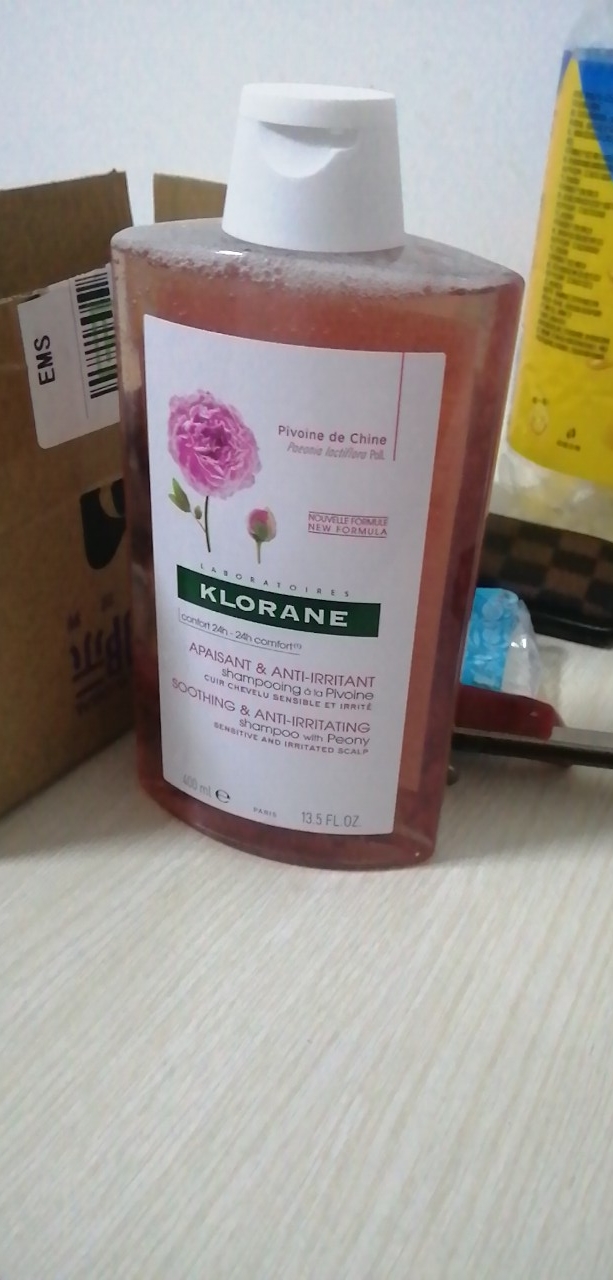 EMS
Pivoine de Chine
Paeonia lactiflora Pall.
NOUVELLE FORMULE
NEW FORMULA
LABORATOIRES
KLORANE
confort 24h - 24h comfort(1)
APAISANT & ANTI-IRRITANT
shampooing à la Pivoine
CUIR CHEVELU SENSIBLE ET IRRITÉ
SOOTHING & ANTI-IRRITATING
shampoo with Peony
SENSITIVE AND IRRITATED SCALP
400 ml e
PARIS
13.5 FL.OZ.